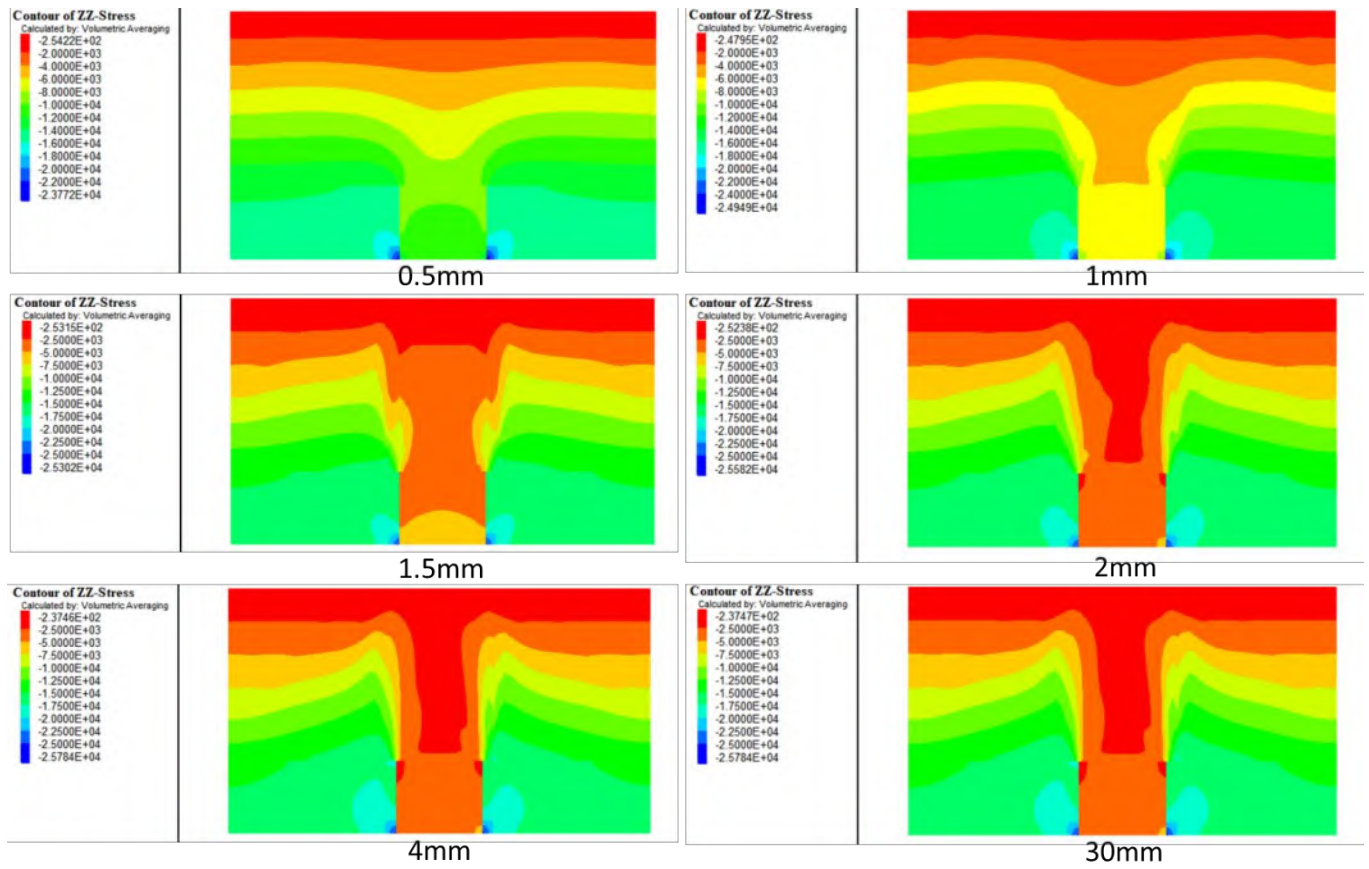 Contour of ZZ-Stress
Calculated by: Volumetric Averaging
-2.5422E+02
-2.0000E+03
-4.0000E+03
-6.0000E+03
-8.0000E+03
-1.0000E+04
-1.2000E+04
-1.4000E+04
-1.6000E+04
-1.8000E+04
-2.0000E+04
-2.2000E+04
-2.3772E+04
0.5mm
Contour of ZZ-Stress
Calculated by: Volumetric Averaging
-2.4795E+02
-2.0000E+03
-4.0000E+03
-6.0000E+03
-8.0000E+03
-1.0000E+04
-1.2000E+04
-1.4000E+04
-1.6000E+04
-1.8000E+04
-2.0000E+04
-2.2000E+04
-2.4000E+04
-2.4949E+04
1mm
Contour of ZZ-Stress
Calculated by: Volumetric Averaging
-2.5315E+02
-2.5000E+03
-5.0000E+03
-7.5000E+03
-1.0000E+04
-1.2500E+04
-1.5000E+04
-1.7500E+04
-2.0000E+04
-2.2500E+04
-2.5000E+04
-2.5302E+04
1.5mm
Contour of ZZ-Stress
Calculated by: Volumetric Averaging
-2.5238E+02
-2.5000E+03
-5.0000E+03
-7.5000E+03
-1.0000E+04
-1.2500E+04
-1.5000E+04
-1.7500E+04
-2.0000E+04
-2.2500E+04
-2.5000E+04
-2.5582E+04
2mm
Contour of ZZ-Stress
Calculated by: Volumetric Averaging
-2.3746E+02
-2.5000E+03
-5.0000E+03
-7.5000E+03
-1.0000E+04
-1.2500E+04
-1.5000E+04
-1.7500E+04
-2.0000E+04
-2.2500E+04
-2.5000E+04
-2.5784E+04
4mm
Contour of ZZ-Stress
Calculated by: Volumetric Averaging
-2.3747E+02
-2.5000E+03
-5.0000E+03
-7.5000E+03
-1.0000E+04
-1.2500E+04
-1.5000E+04
-1.7500E+04
-2.0000E+04
-2.2500E+04
-2.5000E+04
-2.5784E+04
30mm